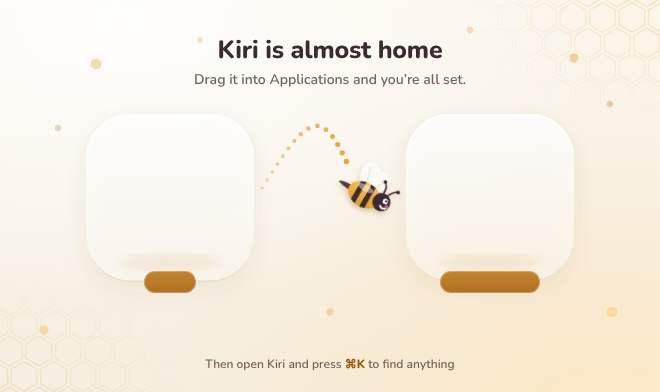 Kiri is almost home
Drag it into Applications and you're all set.
Then open Kiri and press ⌘K to find anything